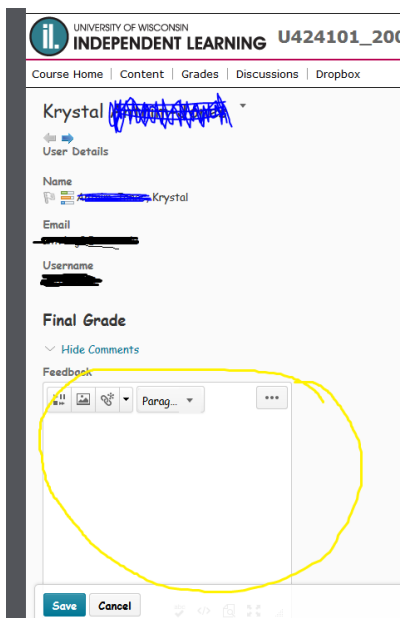 il.
UNIVERSITY OF WISCONSIN
INDEPENDENT LEARNING
U424101_200
Course Home | Content | Grades | Discussions | Dropbox
Krystal
User Details
Name
, Krystal
Email
Username
Final Grade
Hide Comments
Feedback
Parag...
Save Cancel